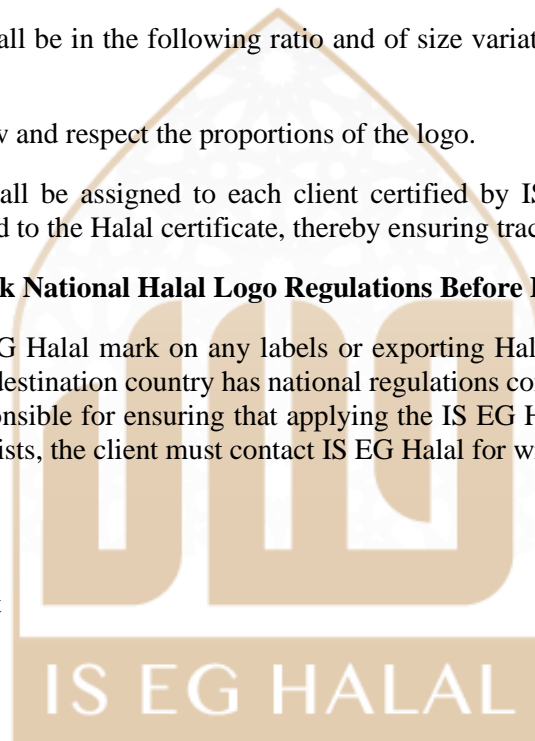 all be in the following ratio and of size variat
and respect the proportions of the logo.
all be assigned to each client certified by IS
d to the Halal certificate, thereby ensuring trac
k National Halal Logo Regulations Before
G Halal mark on any labels or exporting Hal
destination country has national regulations co
onsible for ensuring that applying the IS EG H
ists, the client must contact IS EG Halal for w
IS EG HALAL